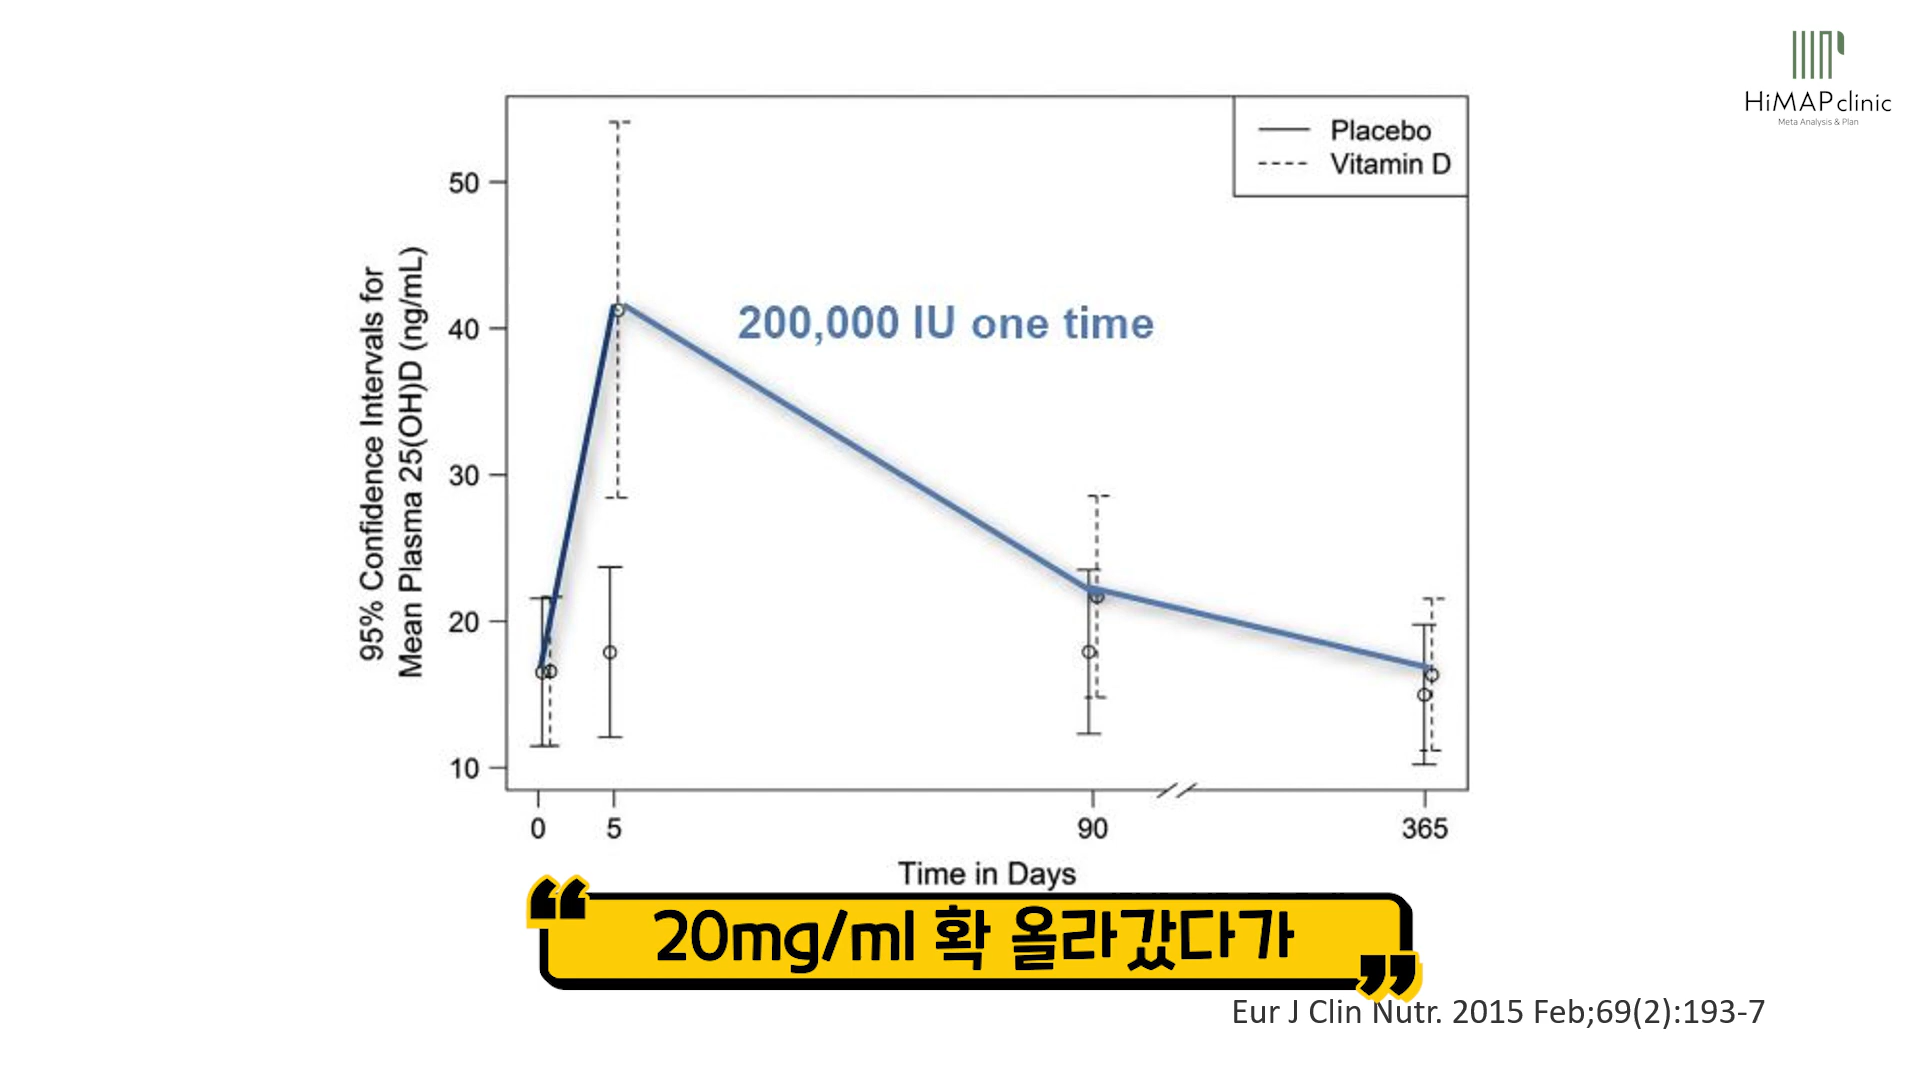 HiMAP clinic
Meta Analysis & Plan
Placebo
Vitamin D
95% Confidence Intervals for
Mean Plasma 25(OH)D (ng/mL)
50
40
30
20
10
200,000 IU one time
0 5 90 365
Time in Days
“20mg/ml 확 올라갔다가”
Eur J Clin Nutr. 2015 Feb;69(2):193-7